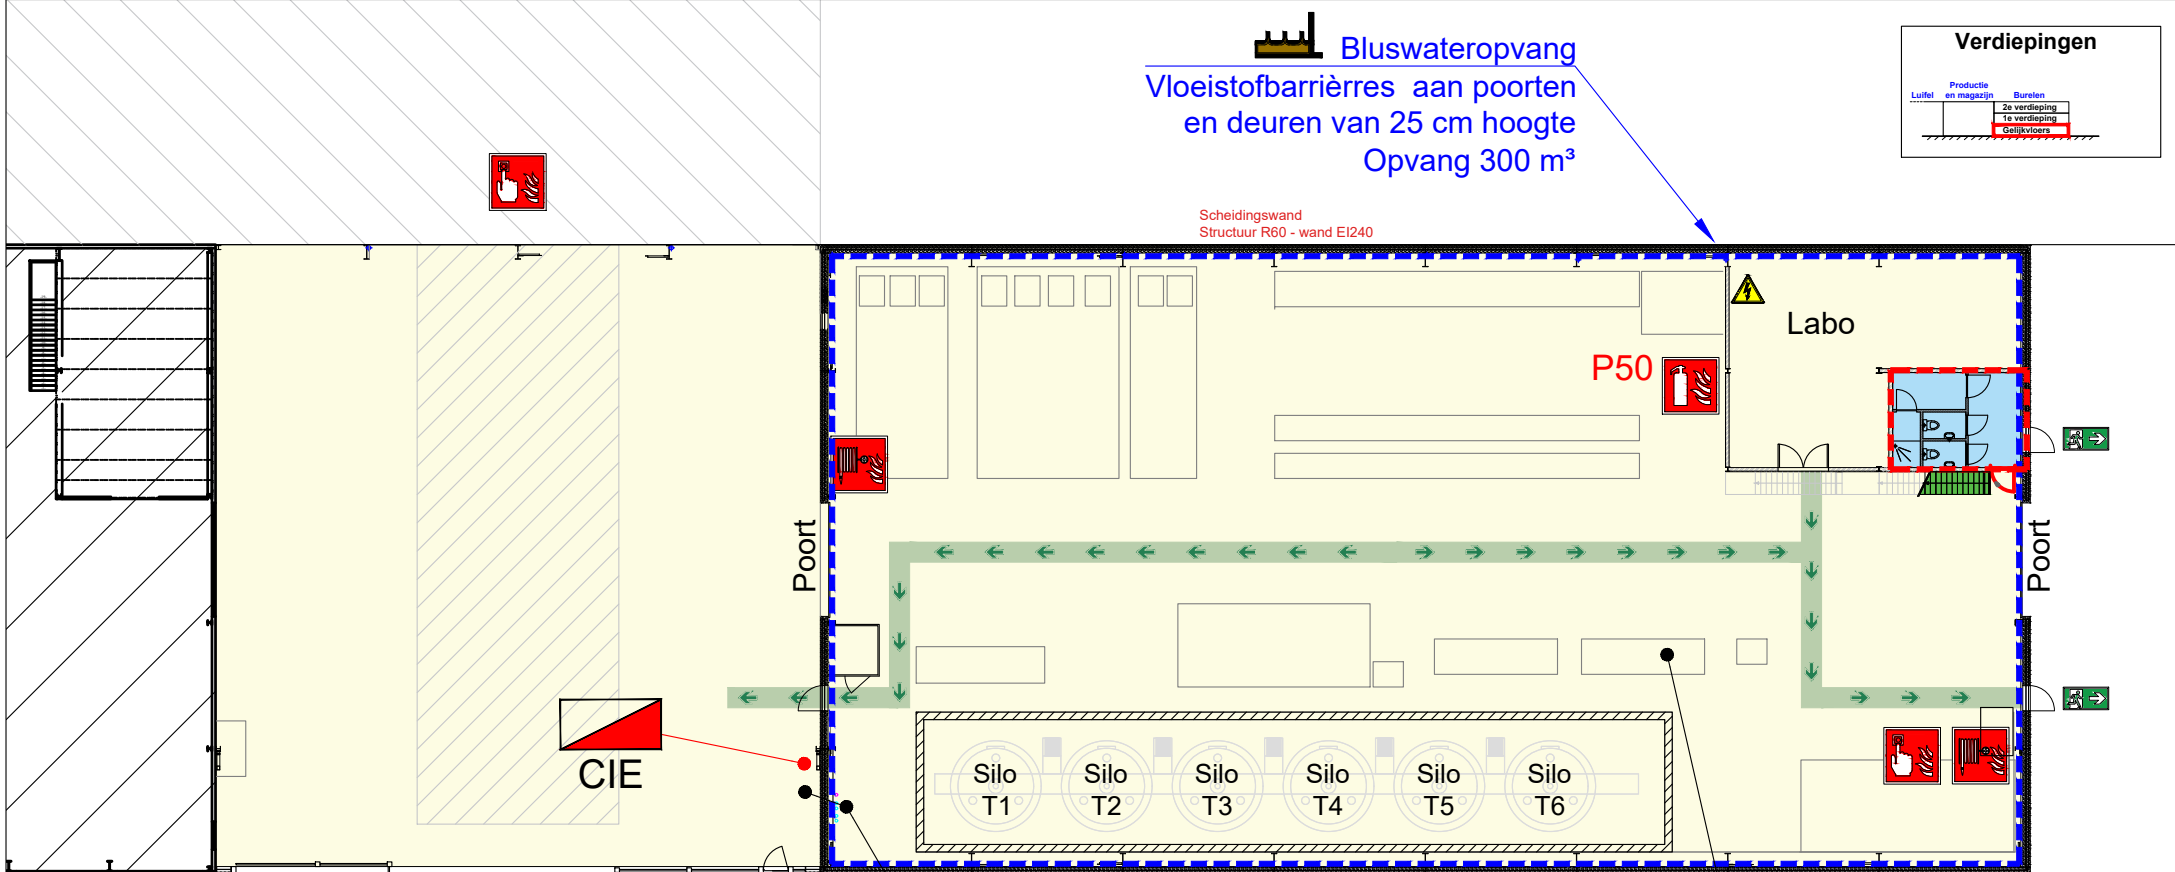 Bluswateropvang
Vloeistofbarrièrres aan poorten
en deuren van 25 cm hoogte
Opvang 300 m³
Verdiepingen
Luifel
Productie
en magazijn
Burelen
2e verdieping
1e verdieping
Gelijkvloers
Scheidingswand
Structuur R60 - wand EI240
Labo
P50
Poort
Poort
CIE
Silo
T1
Silo
T2
Silo
T3
Silo
T4
Silo
T5
Silo
T6